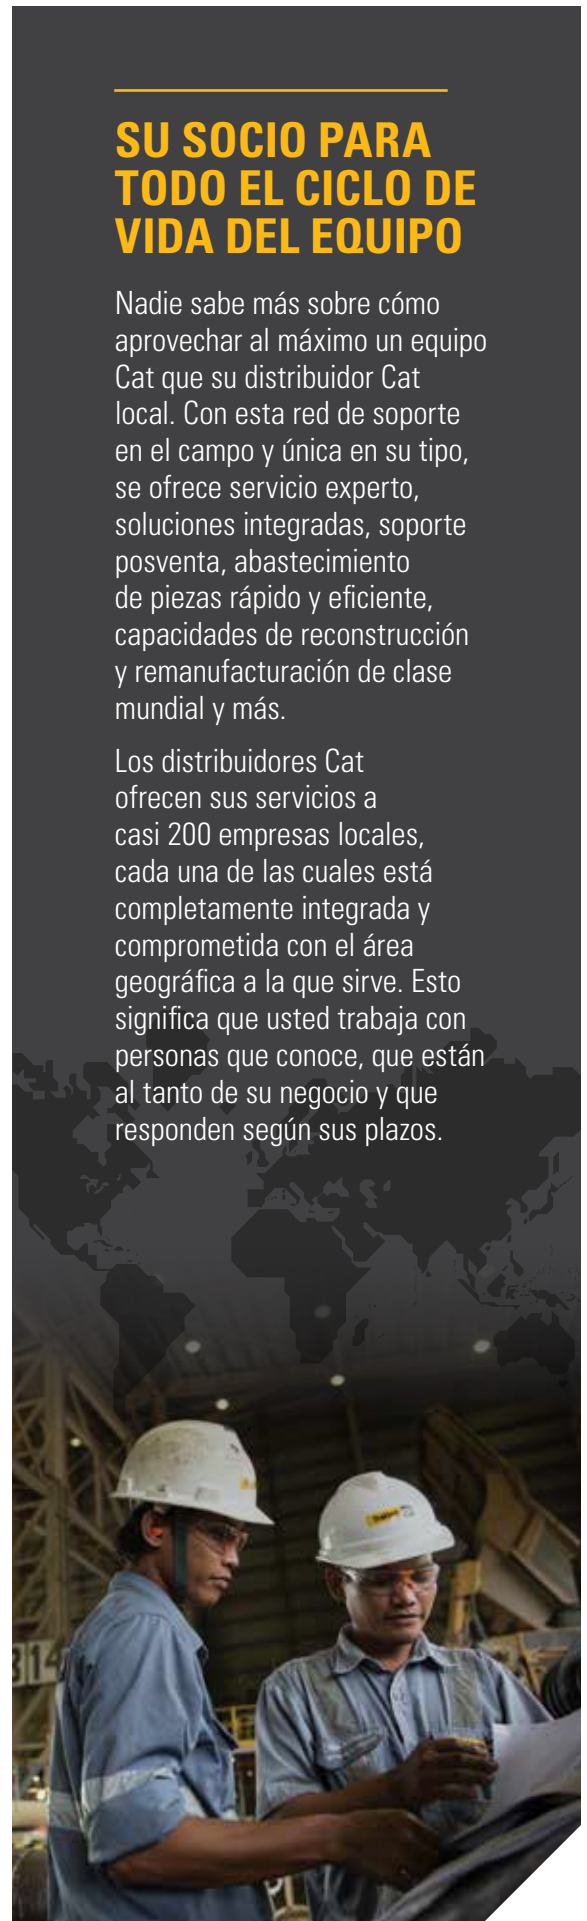 SU SOCIO PARA
TODO EL CICLO DE
VIDA DEL EQUIPO
Nadie sabe más sobre cómo
aprovechar al máximo un equipo
Cat que su distribuidor Cat
local. Con esta red de soporte
en el campo y única en su tipo,
se ofrece servicio experto,
soluciones integradas, soporte
posventa, abastecimiento
de piezas rápido y eficiente,
capacidades de reconstrucción
y remanufacturación de clase
mundial y más.
Los distribuidores Cat
ofrecen sus servicios a
casi 200 empresas locales,
cada una de las cuales está
completamente integrada y
comprometida con el área
geográfica a la que sirve. Esto
significa que usted trabaja con
personas que conoce, que están
al tanto de su negocio y que
responden según sus plazos.
314